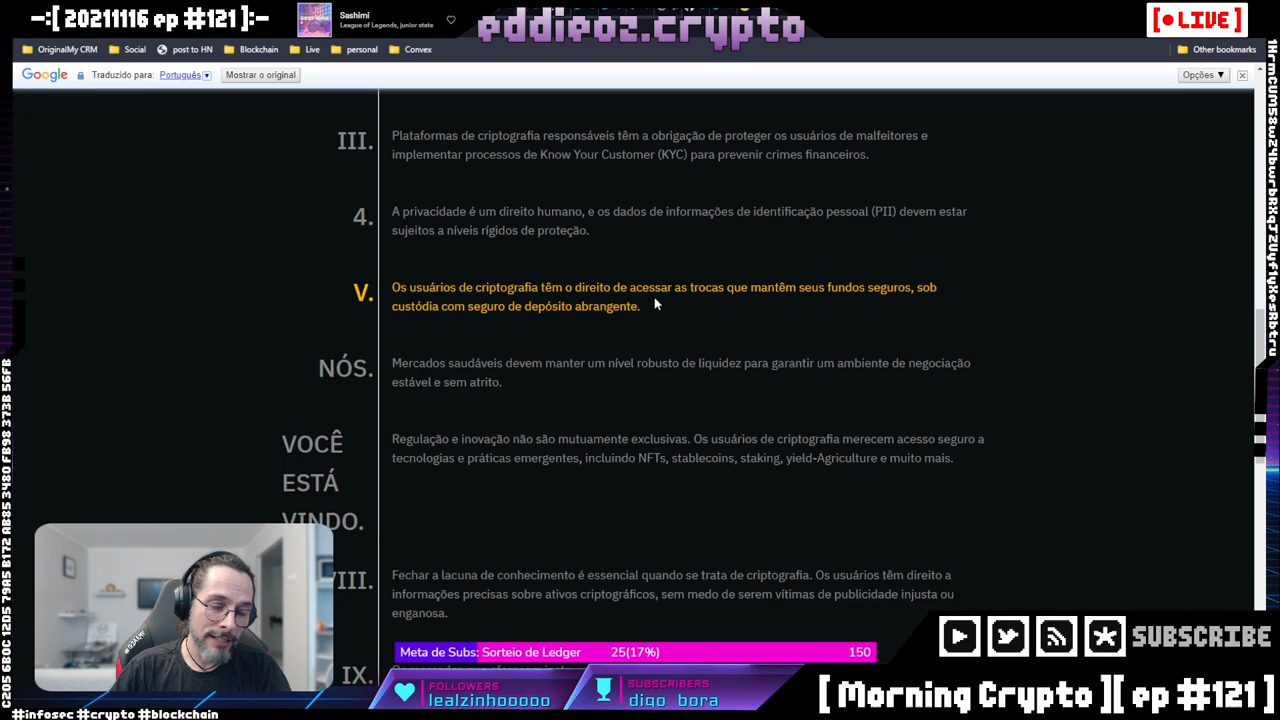 -:[ 20211116 ep #121 ]:-
Sashimi
League of Legends, junior state
eddieoz.crypto
[ LIVE ]
OriginalMy CRM
Social
post to HN
Blockchain
Live
personal
Convex
Other bookmarks
Google
Traduzido para:
Português
Mostrar o original
Opções ▼
III.
Plataformas de criptografia responsáveis têm a obrigação de proteger os usuários de malfeitores e
implementar processos de Know Your Customer (KYC) para prevenir crimes financeiros.
4.
A privacidade é um direito humano, e os dados de informações de identificação pessoal (PII) devem estar
sujeitos a níveis rígidos de proteção.
V.
Os usuários de criptografia têm o direito de acessar as trocas que mantêm seus fundos seguros, sob
custódia com seguro de depósito abrangente.
NÓS.
Mercados saudáveis devem manter um nível robusto de liquidez para garantir um ambiente de negociação
estável e sem atrito.
VOCÊ
ESTÁ
VINDO.
Regulação e inovação não são mutuamente exclusivas. Os usuários de criptografia merecem acesso seguro a
tecnologias e práticas emergentes, incluindo NFTs, stablecoins, staking, yield-Agriculture e muito mais.
VIII.
Fechar a lacuna de conhecimento é essencial quando se trata de criptografia. Os usuários têm direito a
informações precisas sobre ativos criptográficos, sem medo de serem vítimas de publicidade injusta ou
enganosa.
IX.
Meta de Subs: Sorteio de Ledger
25(17%)
150
FOLLOWERS
lealzinhooooo
SUBSCRIBERS
digo_bora
SUBSCRIBE
[ Morning Crypto ][ ep #121 ]
#infosec #crypto #blockchain